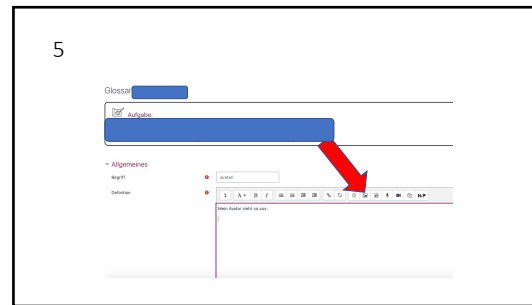 5
Glossar
Aufgabe:
Allgemeines
Begriff
avatar
Definition
A B I H-P
Mein Avatar sieht so aus: